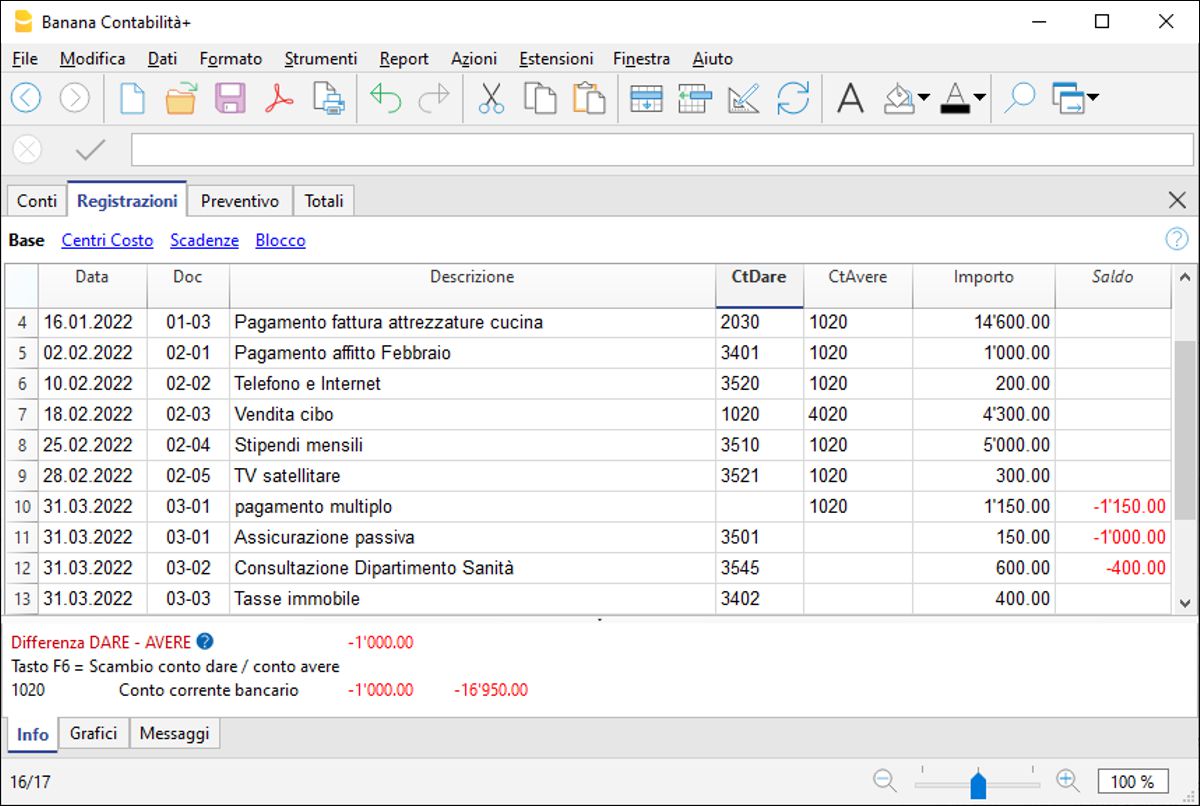 Banana Contabilità+
File Modifica Dati Formato Strumenti Report Azioni Estensioni Finestra Aiuto
Conti Registrazioni Preventivo Totali
Base Centri Costo Scadenze Blocco
Data Doc Descrizione CtDare CtAvere Importo Saldo
4 16.01.2022 01-03 Pagamento fattura attrezzature cucina 2030 1020 14'600.00
5 02.02.2022 02-01 Pagamento affitto Febbraio 3401 1020 1'000.00
6 10.02.2022 02-02 Telefono e Internet 3520 1020 200.00
7 18.02.2022 02-03 Vendita cibo 1020 4020 4'300.00
8 25.02.2022 02-04 Stipendi mensili 3510 1020 5'000.00
9 28.02.2022 02-05 TV satellitare 3521 1020 300.00
10 31.03.2022 03-01 pagamento multiplo 1020 1'150.00 -1'150.00
11 31.03.2022 03-01 Assicurazione passiva 3501 150.00 -1'000.00
12 31.03.2022 03-02 Consultazione Dipartimento Sanità 3545 600.00 -400.00
13 31.03.2022 03-03 Tasse immobile 3402 400.00
Differenza DARE - AVERE -1'000.00
Tasto F6 = Scambio conto dare / conto avere
1020 Conto corrente bancario -1'000.00 -16'950.00
Info Grafici Messaggi
16/17 100 %